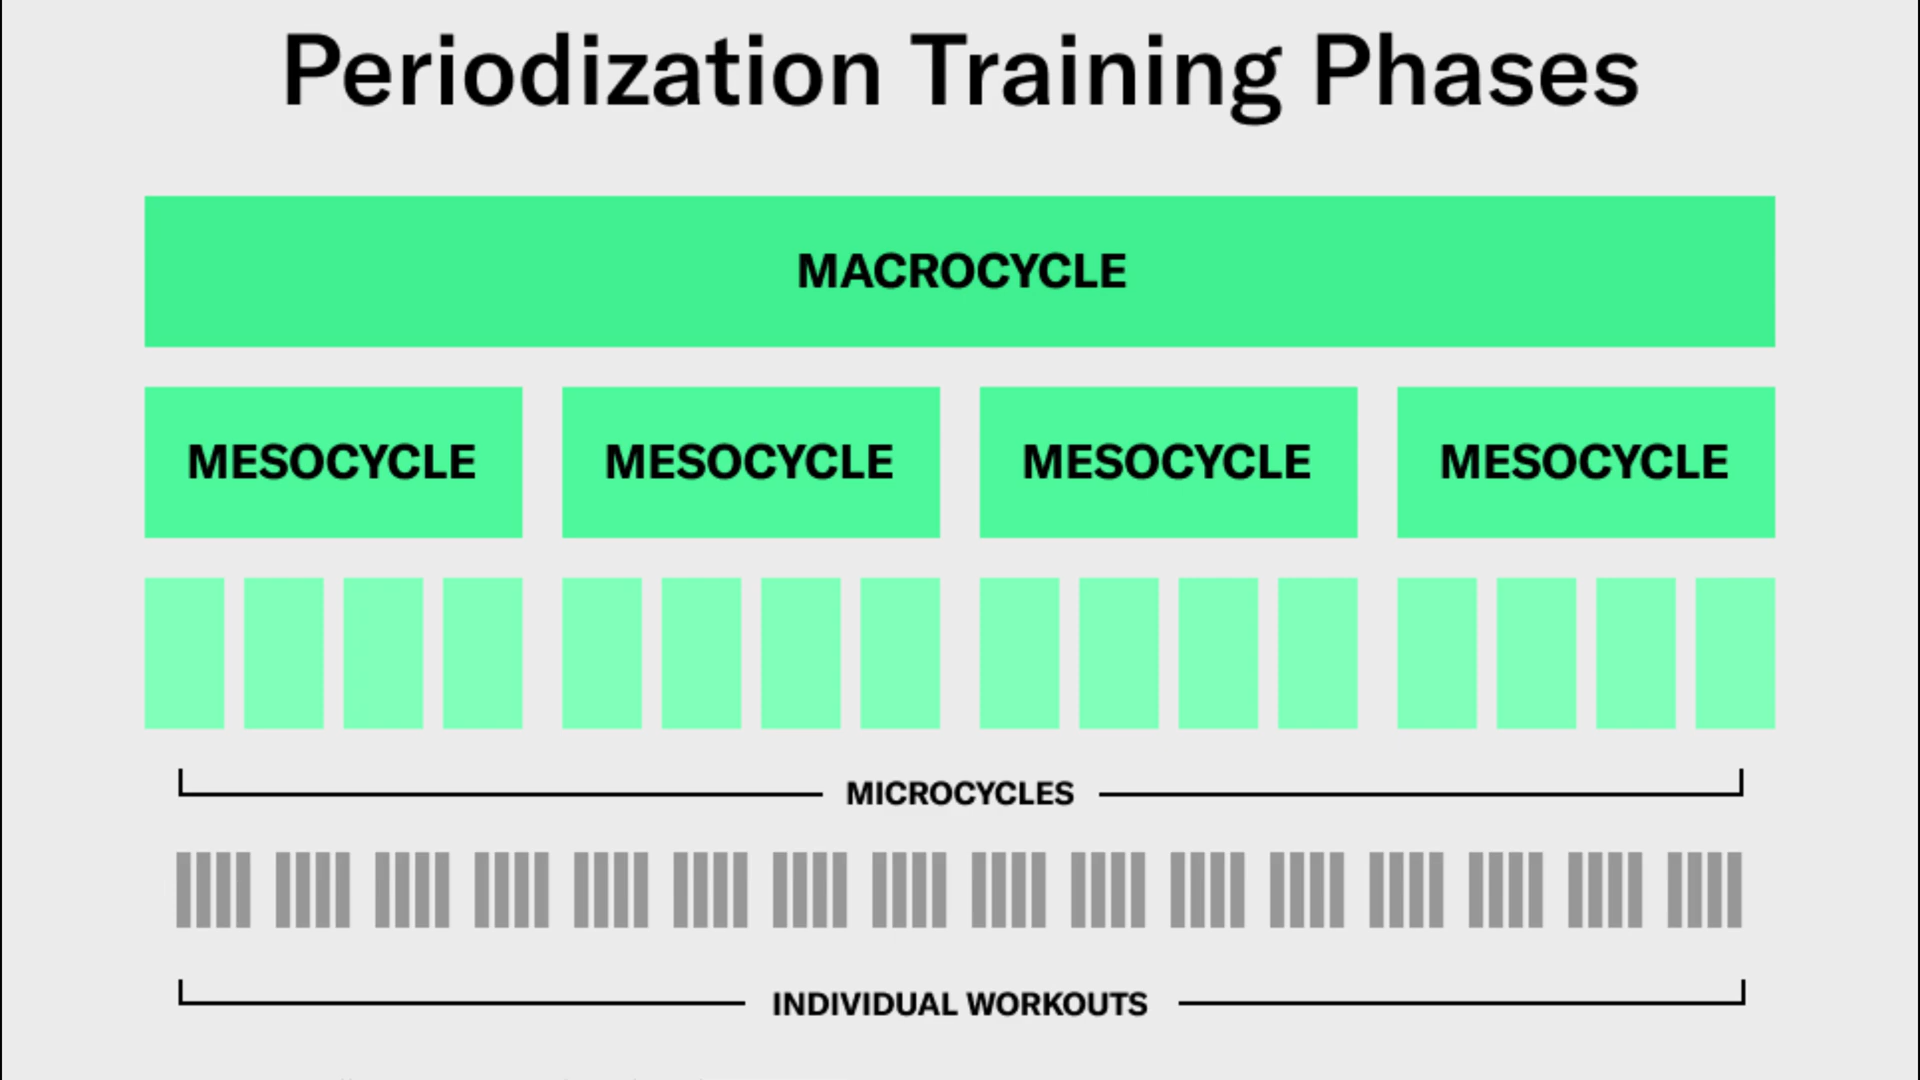 Periodization Training Phases
MACROCYCLE
MESOCYCLE MESOCYCLE MESOCYCLE MESOCYCLE
MICROCYCLES
INDIVIDUAL WORKOUTS